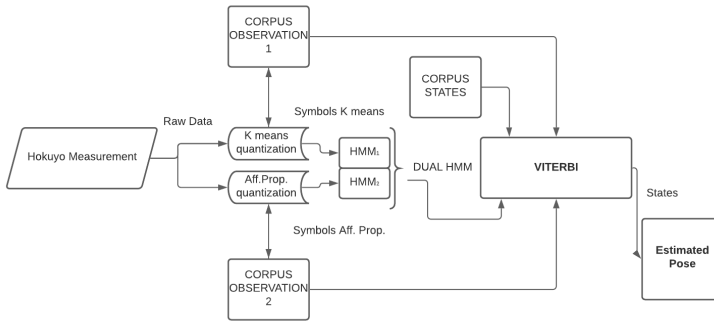 CORPUS
OBSERVATION
1
CORPUS
STATES
Symbols K means
Raw Data
K means
quantization
Hokuyo Measurement
HMM₁
DUAL HMM
VITERBI
Aff.Prop.
quantization
HMM₂
States
Symbols Aff. Prop.
Estimated
Pose
CORPUS
OBSERVATION
2